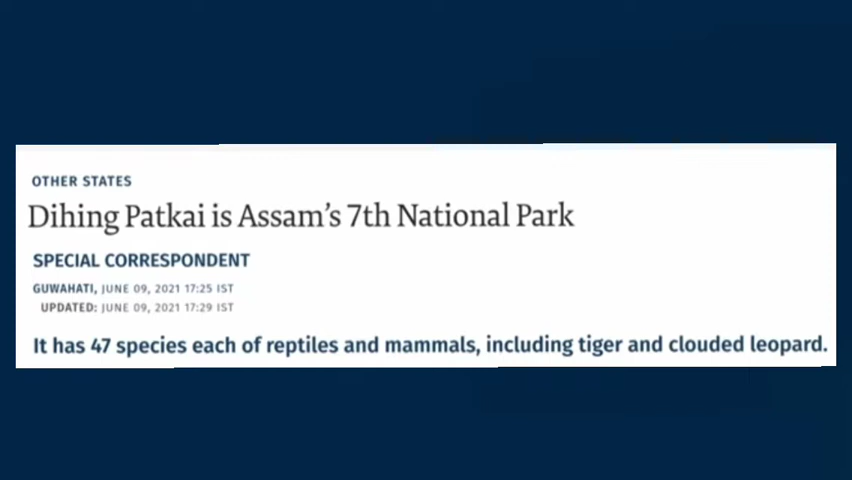 OTHER STATES
Dihing Patkai is Assam’s 7th National Park
SPECIAL CORRESPONDENT
GUWAHATI, JUNE 09, 2021 17:25 IST
UPDATED: JUNE 09, 2021 17:29 IST
It has 47 species each of reptiles and mammals, including tiger and clouded leopard.